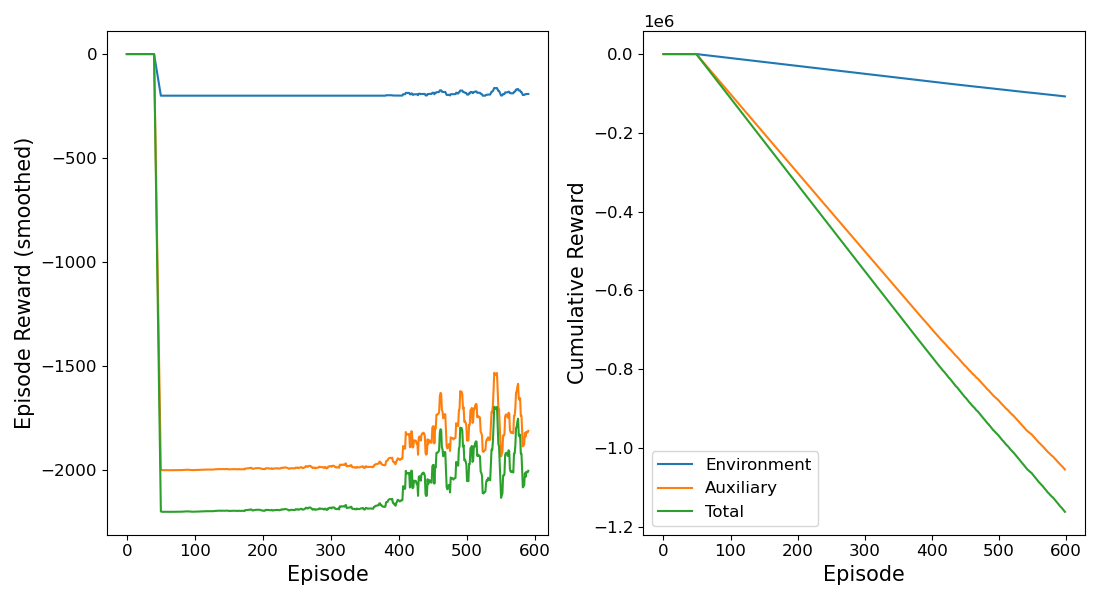 0
−500
−1000
−1500
−2000
0 100 200 300 400 500 600
Episode
Episode Reward (smoothed)
1e6
0.0
−0.2
−0.4
−0.6
−0.8
−1.0
−1.2
0 100 200 300 400 500 600
Episode
Cumulative Reward
Environment
Auxiliary
Total